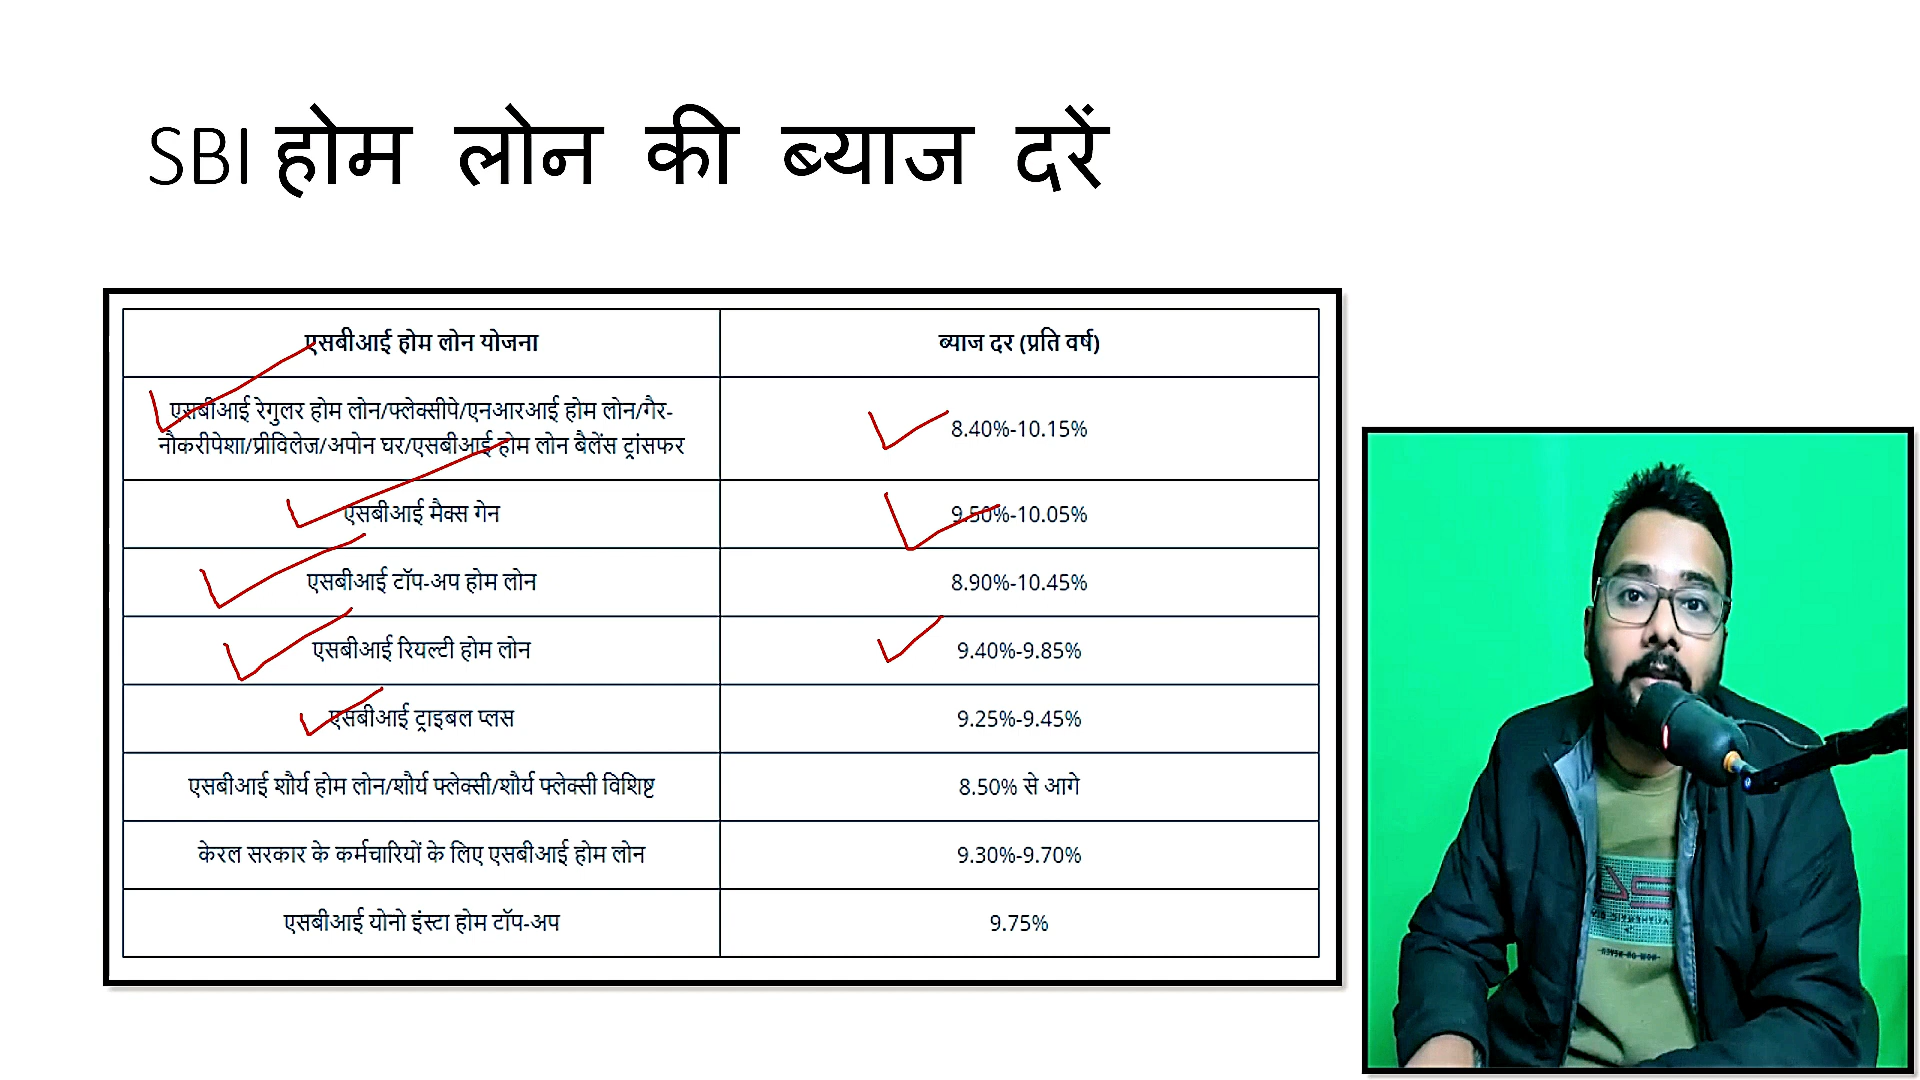 SBI होम लोन की ब्याज दरें
एसबीआई होम लोन योजना
ब्याज दर (प्रति वर्ष)
एसबीआई रेगुलर होम लोन/फ्लेक्सीपे/एनआरआई होम लोन/गैर-
नौकरीपेशा/प्रीविलेज/अपोन घर/एसबीआई होम लोन बैलेंस ट्रांसफर
8.40%-10.15%
एसबीआई मैक्स गेन
9.50%-10.05%
एसबीआई टॉप-अप होम लोन
8.90%-10.45%
एसबीआई रियल्टी होम लोन
9.40%-9.85%
एसबीआई ट्राइबल प्लस
9.25%-9.45%
एसबीआई शौर्य होम लोन/शौर्य फ्लेक्सी/शौर्य फ्लेक्सी विशिष्ट
8.50% से आगे
केरल सरकार के कर्मचारियों के लिए एसबीआई होम लोन
9.30%-9.70%
एसबीआई योनो इंस्टा होम टॉप-अप
9.75%